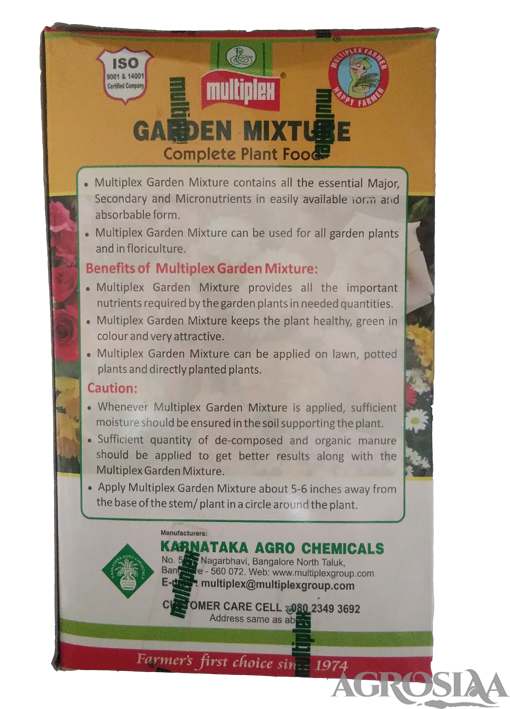 ISO
9001 & 14001
Certified Company
multiplex®
MULTIPLEX FARMER
HAPPY FARMER
GARDEN MIXTURE
Complete Plant Food
• Multiplex Garden Mixture contains all the essential Major,
Secondary and Micronutrients in easily available form and
absorbable form.
• Multiplex Garden Mixture can be used for all garden plants
and in floriculture.
Benefits of Multiplex Garden Mixture:
• Multiplex Garden Mixture provides all the important
nutrients required by the garden plants in needed quantities.
• Multiplex Garden Mixture keeps the plant healthy, green in
colour and very attractive.
• Multiplex Garden Mixture can be applied on lawn, potted
plants and directly planted plants.
Caution:
• Whenever Multiplex Garden Mixture is applied, sufficient
moisture should be ensured in the soil supporting the plant.
• Sufficient quantity of de-composed and organic manure
should be applied to get better results along with the
Multiplex Garden Mixture.
• Apply Multiplex Garden Mixture about 5-6 inches away from
the base of the stem/ plant in a circle around the plant.
Manufacturers:
KARNATAKA AGRO CHEMICALS
No. Nagarbhavi, Bangalore North Taluk,
Bangalore - 560 072. Web: www.multiplexgroup.com
multiplex@multiplexgroup.com
CUSTOMER CARE CELL : 080 2349 3692
Address same as above
Farmer's first choice since 1974
multiplex
multiplex
multiplex
multiplex
AGROSIAA